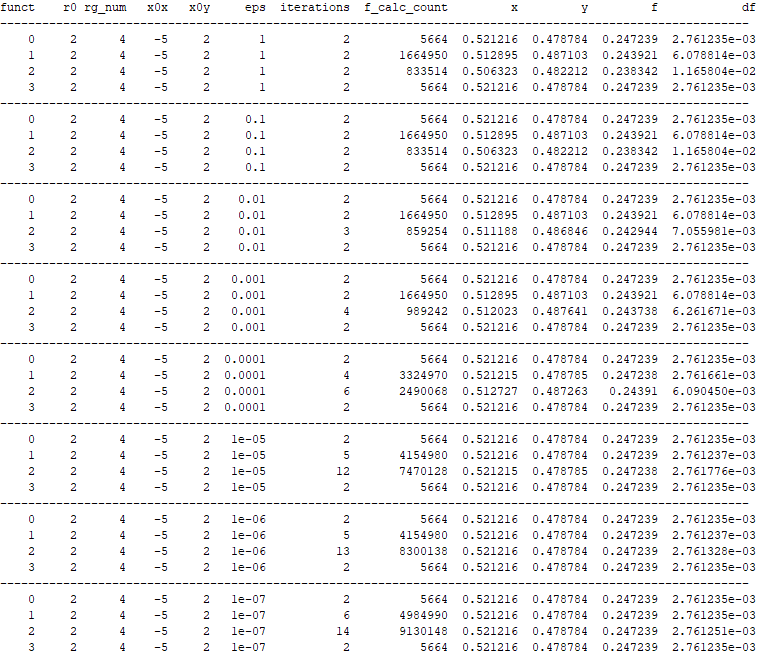 funct r0 rg_num x0x x0y eps iterations f_calc_count x y f df
--------------------------------------------------------------------------------------------------------
0 2 4 -5 2 1 2 5664 0.521216 0.478784 0.247239 2.761235e-03
1 2 4 -5 2 1 2 1664950 0.512895 0.487103 0.243921 6.078814e-03
2 2 4 -5 2 1 2 833514 0.506323 0.482212 0.238342 1.165804e-02
3 2 4 -5 2 1 2 5664 0.521216 0.478784 0.247239 2.761235e-03
--------------------------------------------------------------------------------------------------------
0 2 4 -5 2 0.1 2 5664 0.521216 0.478784 0.247239 2.761235e-03
1 2 4 -5 2 0.1 2 1664950 0.512895 0.487103 0.243921 6.078814e-03
2 2 4 -5 2 0.1 2 833514 0.506323 0.482212 0.238342 1.165804e-02
3 2 4 -5 2 0.1 2 5664 0.521216 0.478784 0.247239 2.761235e-03
--------------------------------------------------------------------------------------------------------
0 2 4 -5 2 0.01 2 5664 0.521216 0.478784 0.247239 2.761235e-03
1 2 4 -5 2 0.01 2 1664950 0.512895 0.487103 0.243921 6.078814e-03
2 2 4 -5 2 0.01 3 859254 0.511188 0.486846 0.242944 7.055981e-03
3 2 4 -5 2 0.01 2 5664 0.521216 0.478784 0.247239 2.761235e-03
--------------------------------------------------------------------------------------------------------
0 2 4 -5 2 0.001 2 5664 0.521216 0.478784 0.247239 2.761235e-03
1 2 4 -5 2 0.001 2 1664950 0.512895 0.487103 0.243921 6.078814e-03
2 2 4 -5 2 0.001 4 989242 0.512023 0.487641 0.243738 6.261671e-03
3 2 4 -5 2 0.001 2 5664 0.521216 0.478784 0.247239 2.761235e-03
--------------------------------------------------------------------------------------------------------
0 2 4 -5 2 0.0001 2 5664 0.521216 0.478784 0.247239 2.761235e-03
1 2 4 -5 2 0.0001 4 3324970 0.521215 0.478785 0.247238 2.761661e-03
2 2 4 -5 2 0.0001 6 2490068 0.512727 0.487263 0.24391 6.090450e-03
3 2 4 -5 2 0.0001 2 5664 0.521216 0.478784 0.247239 2.761235e-03
--------------------------------------------------------------------------------------------------------
0 2 4 -5 2 1e-05 2 5664 0.521216 0.478784 0.247239 2.761235e-03
1 2 4 -5 2 1e-05 5 4154980 0.521216 0.478784 0.247239 2.761237e-03
2 2 4 -5 2 1e-05 12 7470128 0.521215 0.478785 0.247238 2.761776e-03
3 2 4 -5 2 1e-05 2 5664 0.521216 0.478784 0.247239 2.761235e-03
--------------------------------------------------------------------------------------------------------
0 2 4 -5 2 1e-06 2 5664 0.521216 0.478784 0.247239 2.761235e-03
1 2 4 -5 2 1e-06 5 4154980 0.521216 0.478784 0.247239 2.761237e-03
2 2 4 -5 2 1e-06 13 8300138 0.521216 0.478784 0.247239 2.761328e-03
3 2 4 -5 2 1e-06 2 5664 0.521216 0.478784 0.247239 2.761235e-03
--------------------------------------------------------------------------------------------------------
0 2 4 -5 2 1e-07 2 5664 0.521216 0.478784 0.247239 2.761235e-03
1 2 4 -5 2 1e-07 6 4984990 0.521216 0.478784 0.247239 2.761235e-03
2 2 4 -5 2 1e-07 14 9130148 0.521216 0.478784 0.247239 2.761251e-03
3 2 4 -5 2 1e-07 2 5664 0.521216 0.478784 0.247239 2.761235e-03